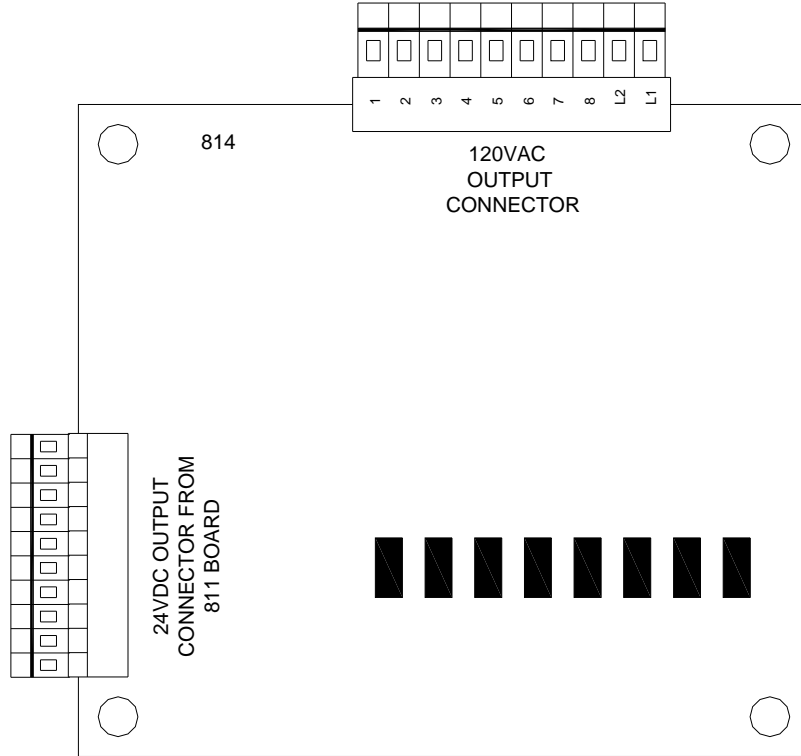 1 2 3 4 5 6 7 8 L2 L1
814
120VAC
OUTPUT
CONNECTOR
24VDC OUTPUT
CONNECTOR FROM
811 BOARD